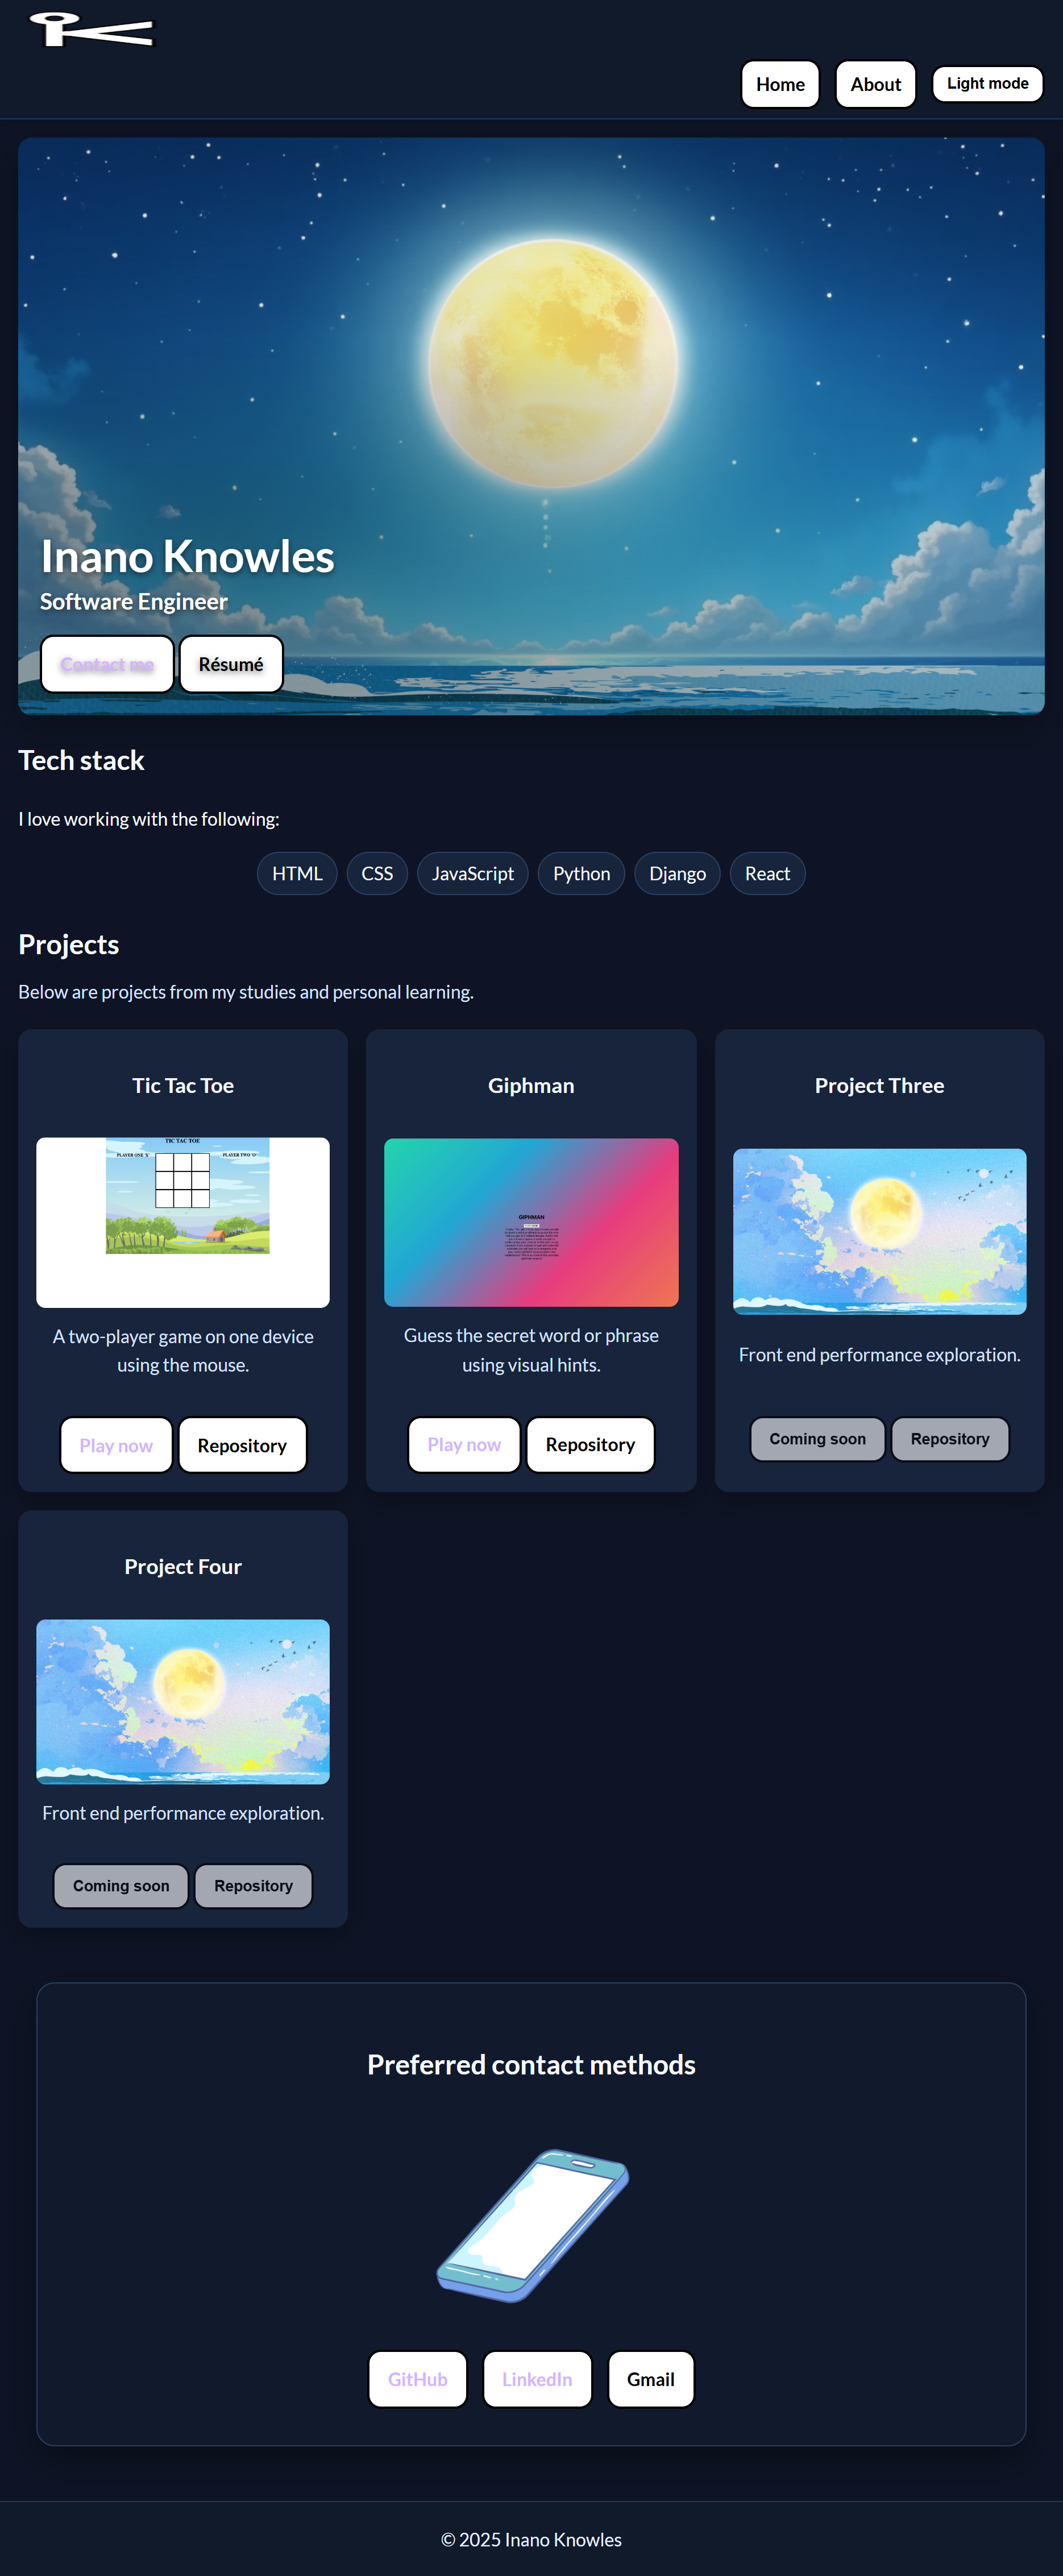 Home
About
Light mode
Inano Knowles
Software Engineer
Contact me
Résumé
Tech stack
I love working with the following:
HTML
CSS
JavaScript
Python
Django
React
Projects
Below are projects from my studies and personal learning.
Tic Tac Toe
TIC TAC TOE
PLAYER ONE 'X'
PLAYER TWO 'O'
A two-player game on one device
using the mouse.
Play now
Repository
Giphman
GIPHMAN
Guess the secret word or phrase
using visual hints.
Play now
Repository
Project Three
Front end performance exploration.
Coming soon
Repository
Project Four
Front end performance exploration.
Coming soon
Repository
Preferred contact methods
GitHub
LinkedIn
Gmail
© 2025 Inano Knowles